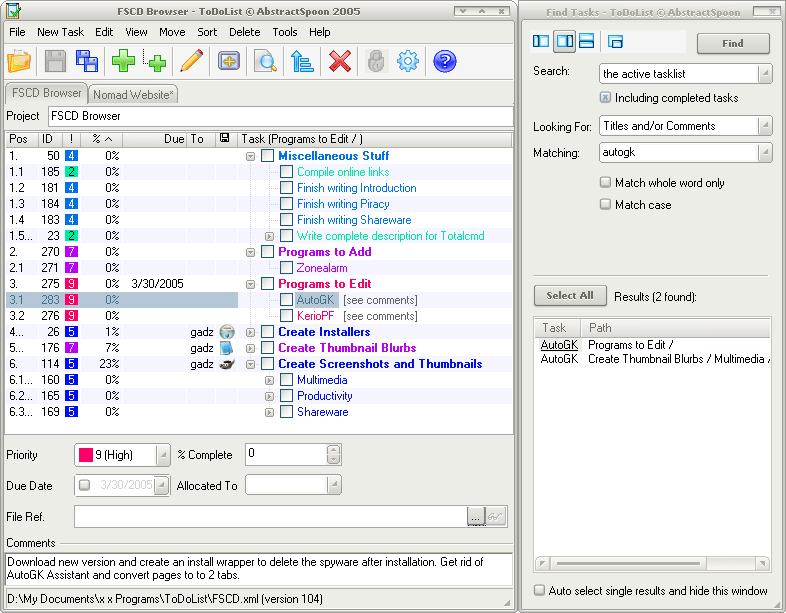 FSCD Browser - ToDoList © AbstractSpoon 2005
File New Task Edit View Move Sort Delete Tools Help
FSCD Browser Nomad Website*
Project FSCD Browser
Pos ID ! % Due To Task (Programs to Edit / )
1. 50 4 0% Miscellaneous Stuff
1.1 185 2 0% Compile online links
1.2 181 4 0% Finish writing Introduction
1.3 184 4 0% Finish writing Piracy
1.4 183 4 0% Finish writing Shareware
1.5... 23 2 0% Write complete description for Totalcmd
2. 270 7 0% Programs to Add
2.1 271 7 0% Zonealarm
3. 275 9 0% 3/30/2005 Programs to Edit
3.1 283 9 0% AutoGK [see comments]
3.2 276 9 0% KerioPF [see comments]
4... 26 5 1% gadz Create Installers
5... 176 7 7% gadz Create Thumbnail Blurbs
6. 114 5 23% gadz Create Screenshots and Thumbnails
6.1... 160 5 0% Multimedia
6.2... 165 5 0% Productivity
6.3... 169 5 0% Shareware
Priority 9 (High) % Complete 0
Due Date 3/30/2005 Allocated To
File Ref. ...
Comments
Download new version and create an install wrapper to delete the spyware after installation. Get rid of
AutoGK Assistant and convert pages to to 2 tabs.
D:\My Documents\x x Programs\ToDoList\FSCD.xml (version 104)
Find Tasks - ToDoList © AbstractSpoon
Find
Search: the active tasklist
Including completed tasks
Looking For: Titles and/or Comments
Matching: autogk
Match whole word only
Match case
Select All Results (2 found):
Task Path
AutoGK Programs to Edit /
AutoGK Create Thumbnail Blurbs / Multimedia /
Auto select single results and hide this window